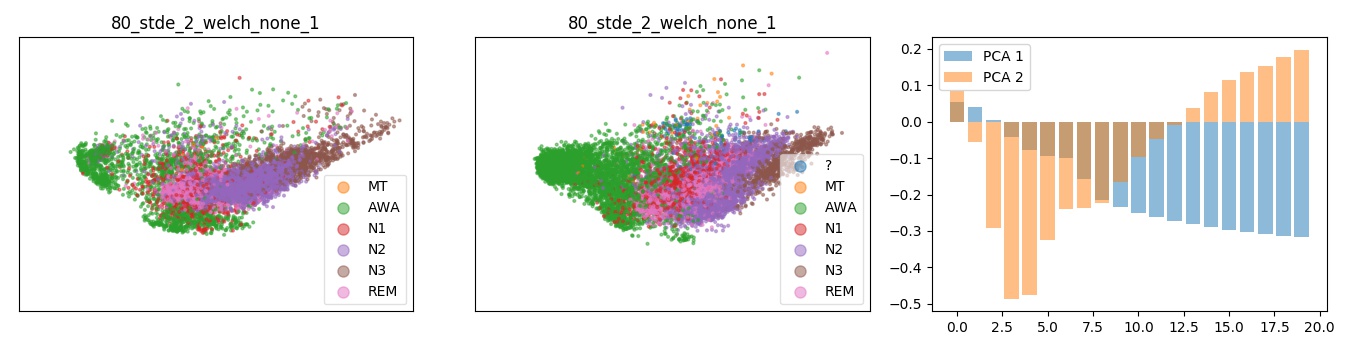 80_stde_2_welch_none_1
MT
AWA
N1
N2
N3
REM
80_stde_2_welch_none_1
?
MT
AWA
N1
N2
N3
REM
PCA 1
PCA 2
0.2
0.1
0.0
−0.1
−0.2
−0.3
−0.4
−0.5
0.0 2.5 5.0 7.5 10.0 12.5 15.0 17.5 20.0